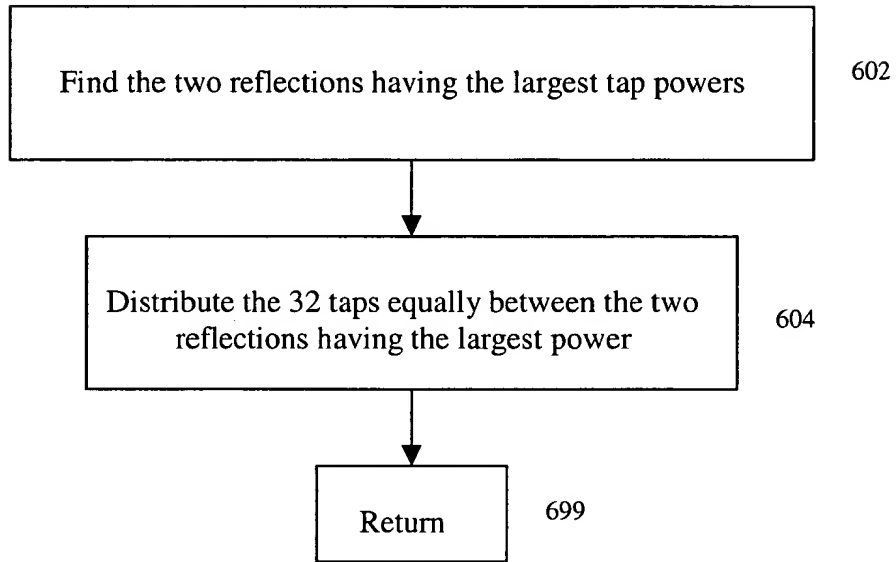 Find the two reflections having the largest tap powers
602
Distribute the 32 taps equally between the two
reflections having the largest power
604
Return
699